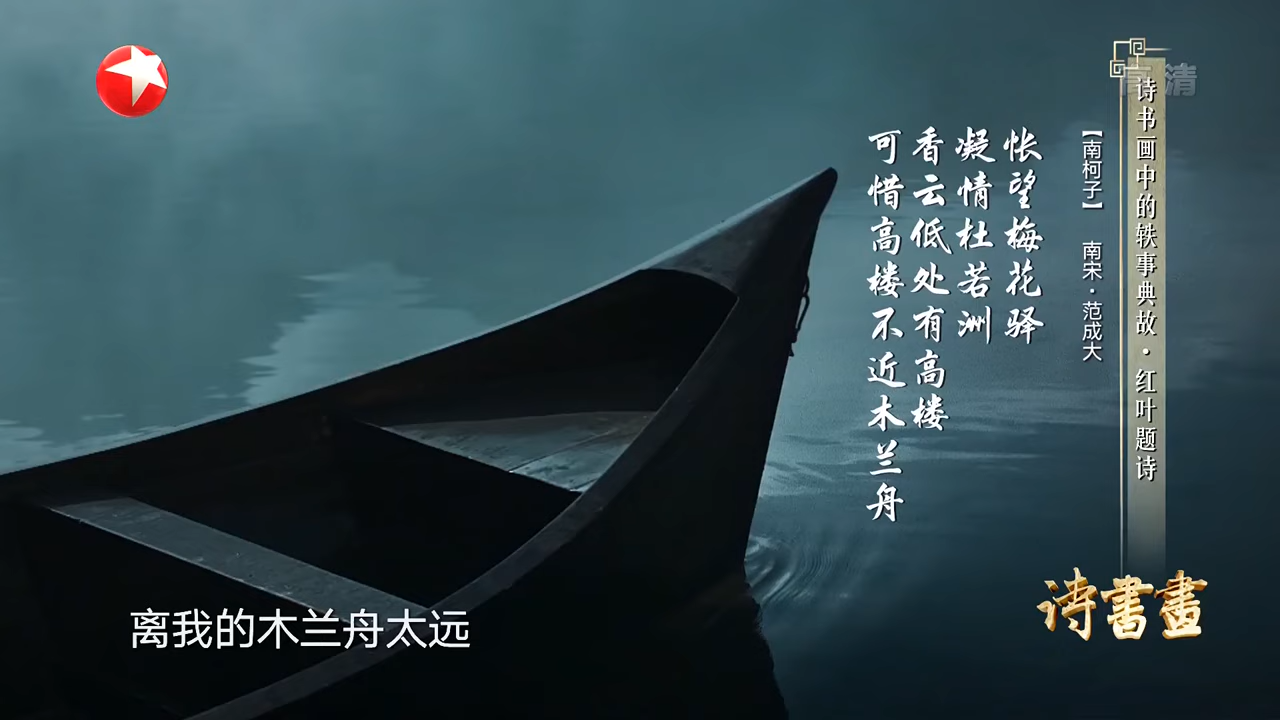 高清
诗书画中的轶事典故·红叶题诗
【南柯子】 南宋·范成大
怅望梅花驿
凝情杜若洲
香云低处有高楼
可惜高楼不近木兰舟
离我的木兰舟太远
诗書畫